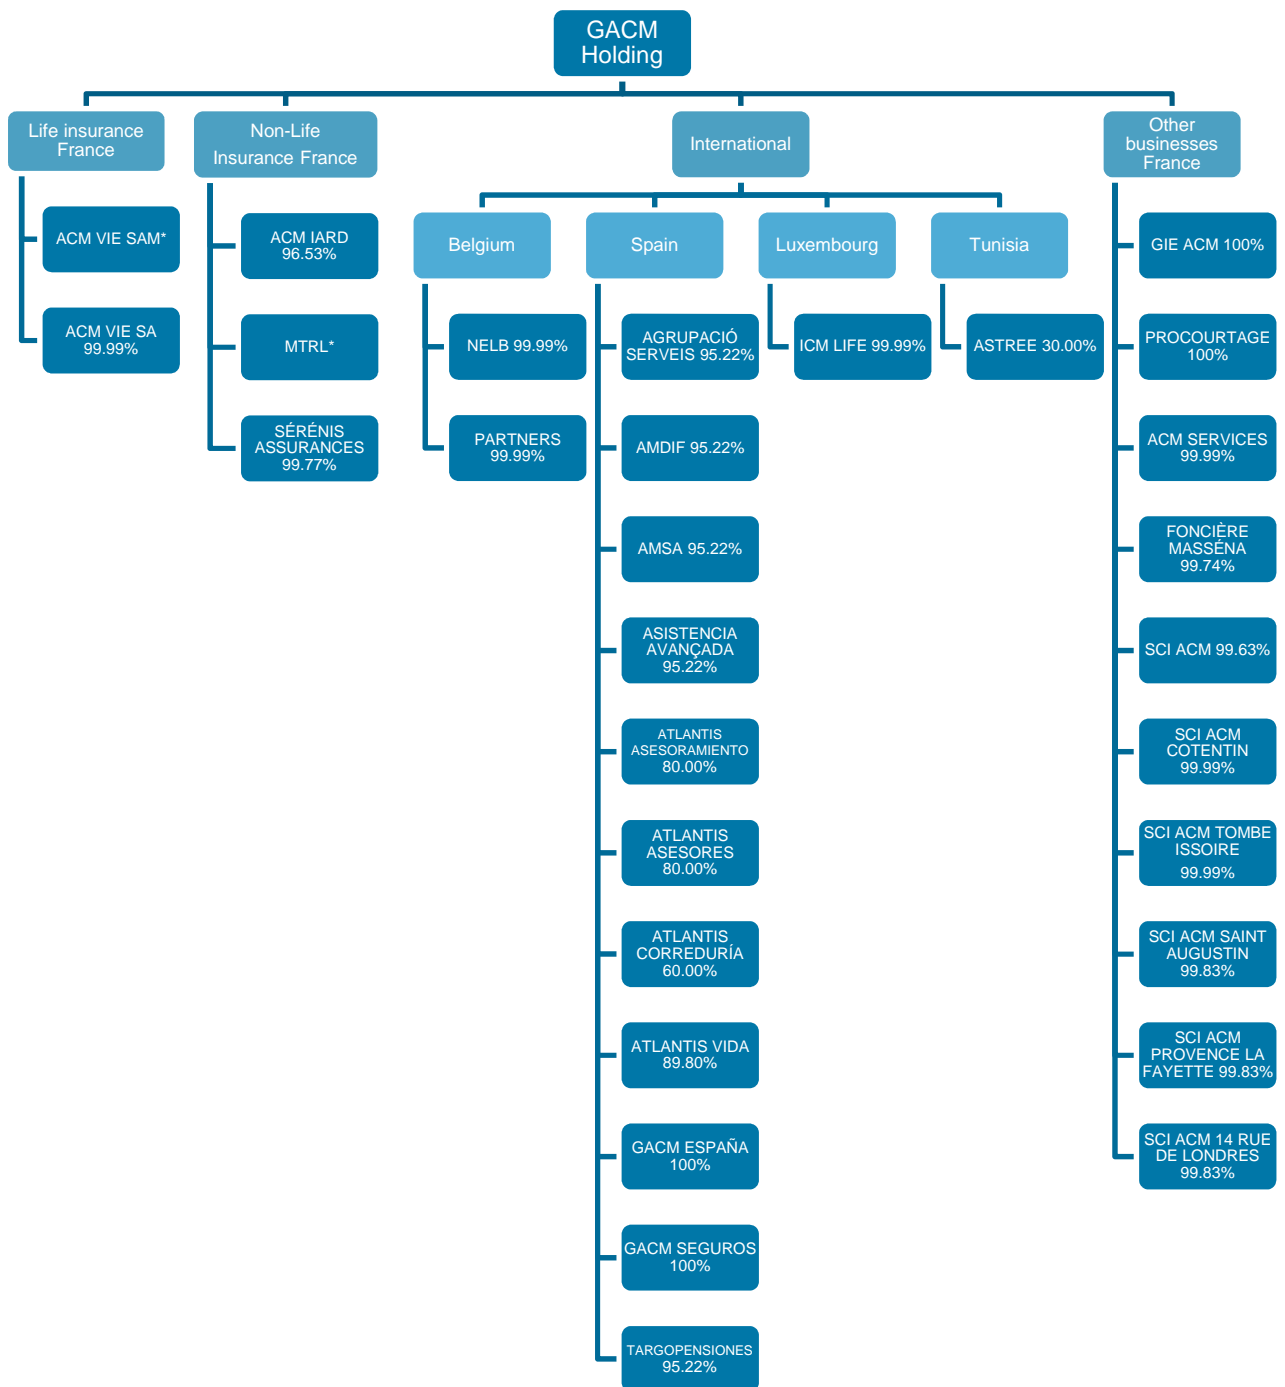 GACM
Holding
Life insurance
France
ACM VIE SAM*
ACM VIE SA
99.99%
Non-Life
Insurance France
ACM IARD
96.53%
MTRL*
SÉRÉNIS
ASSURANCES
99.77%
International
Belgium
NELB 99.99%
PARTNERS
99.99%
Spain
AGRUPACIÓ
SERVEIS 95.22%
AMDIF 95.22%
AMSA 95.22%
ASISTENCIA
AVANÇADA
95.22%
ATLANTIS
ASESORAMIENTO
80.00%
ATLANTIS
ASESORES
80.00%
ATLANTIS
CORREDURÍA
60.00%
ATLANTIS VIDA
89.80%
GACM ESPAÑA
100%
GACM SEGUROS
100%
TARGOPENSIONES
95.22%
Luxembourg
ICM LIFE 99.99%
Tunisia
ASTREE 30.00%
Other
businesses
France
GIE ACM 100%
PROCOURTAGE
100%
ACM SERVICES
99.99%
FONCIÈRE
MASSÉNA
99.74%
SCI ACM 99.63%
SCI ACM
COTENTIN
99.99%
SCI ACM TOMBE
ISSOIRE
99.99%
SCI ACM SAINT
AUGUSTIN
99.83%
SCI ACM
PROVENCE LA
FAYETTE 99.83%
SCI ACM 14 RUE
DE LONDRES
99.83%